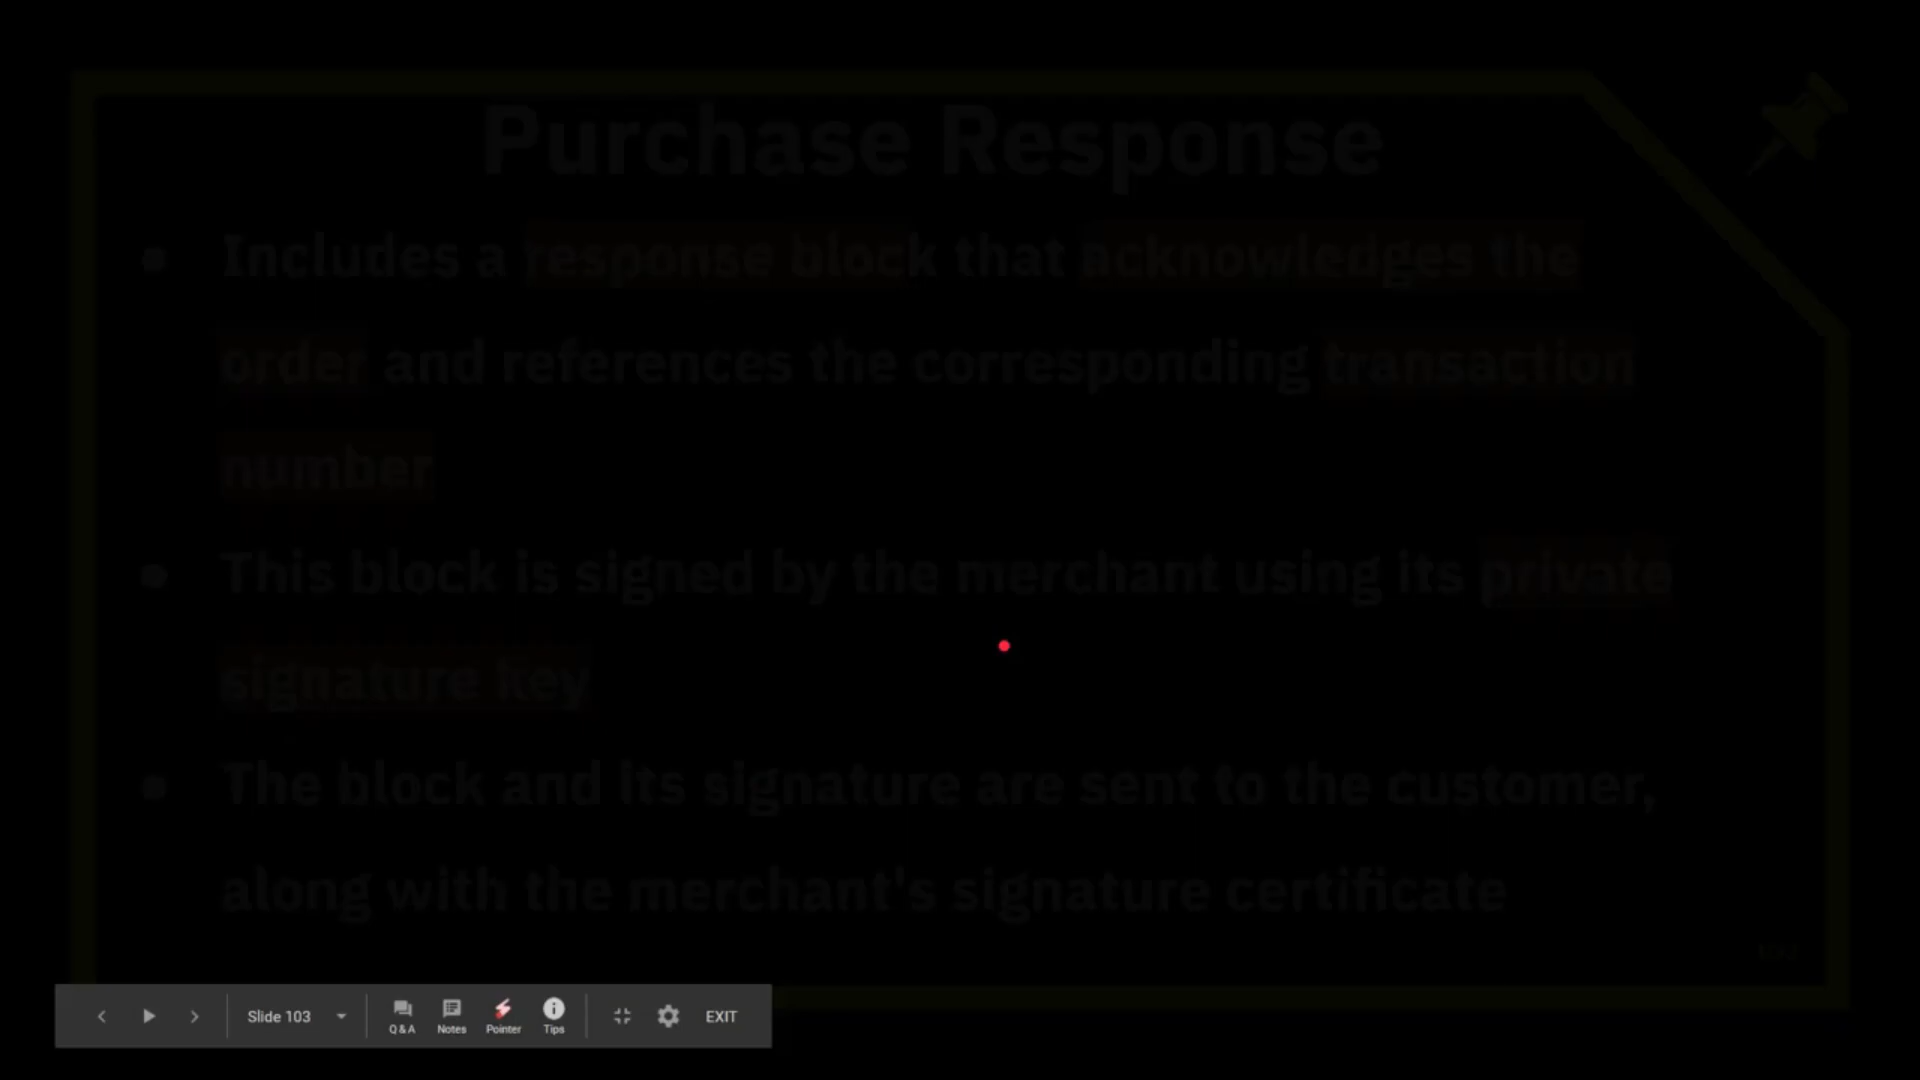 Purchase Response
● Includes a response block that acknowledges the
order and references the corresponding transaction
number
● This block is signed by the merchant using its private
signature key
● The block and its signature are sent to the customer,
along with the merchant's signature certificate
Slide 103
Q & A
Notes
Pointer
Tips
EXIT